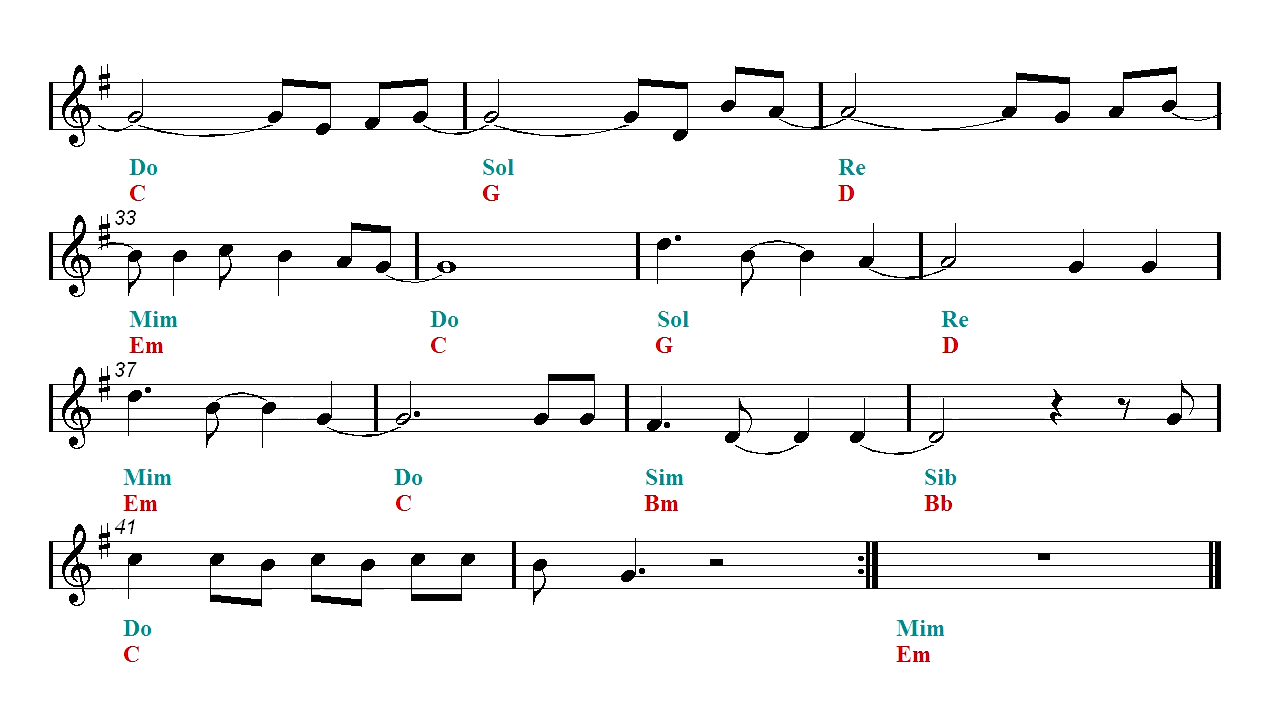 Do Sol Re
C G D
33
Mim Do Sol Re
Em C G D
37
Mim Do Sim Sib
Em C Bm Bb
41
Do Mim
C Em